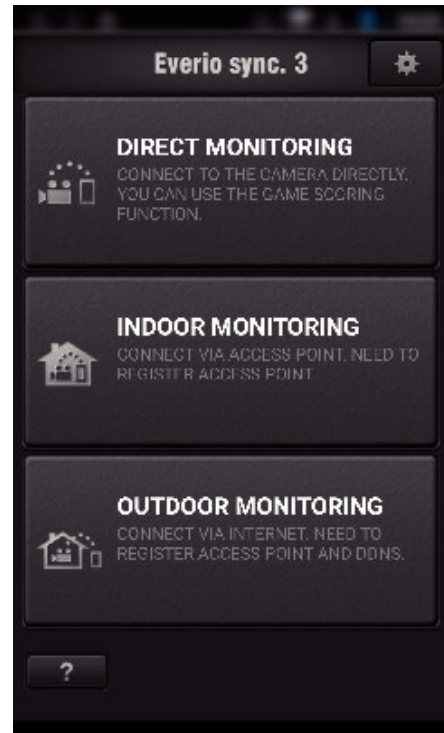 Everio sync. 3
DIRECT MONITORING
CONNECT TO THE CAMERA DIRECTLY.
YOU CAN USE THE GAME SCORING
FUNCTION.
INDOOR MONITORING
CONNECT VIA ACCESS POINT. NEED TO
REGISTER ACCESS POINT.
OUTDOOR MONITORING
CONNECT VIA INTERNET. NEED TO
REGISTER ACCESS POINT AND DDNS.
?